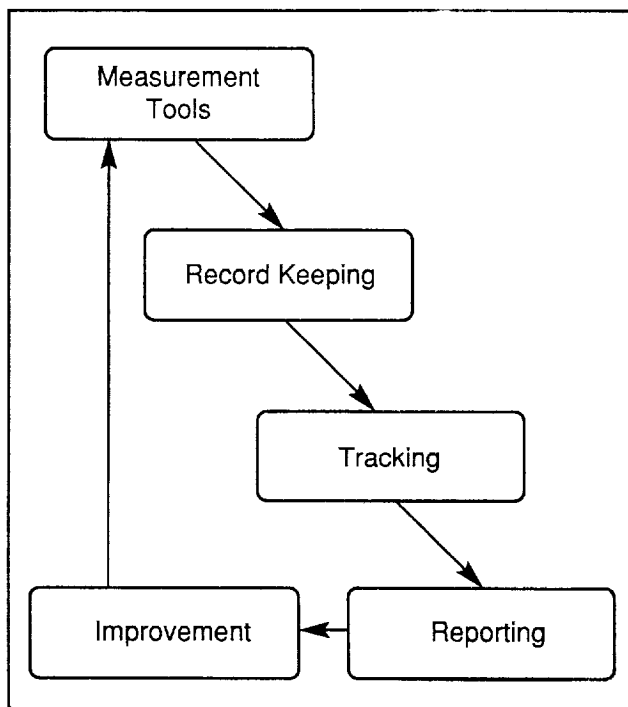 Measurement
Tools
Record Keeping
Tracking
Reporting
Improvement